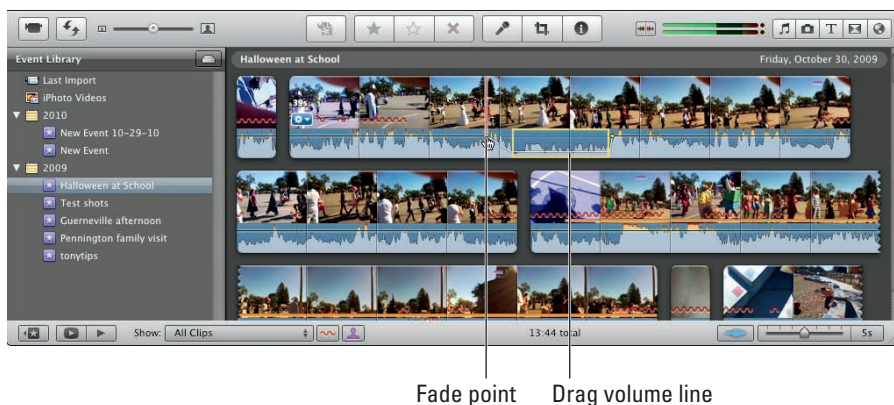 Event Library
Halloween at School
Friday, October 30, 2009
Last Import
iPhoto Videos
2010
New Event 10-29-10
New Event
2009
Halloween at School
Test shots
Guerneville afternoon
Pennington family visit
tonytips
39s
T
Show: All Clips
13:44 total
5s
Fade point
Drag volume line